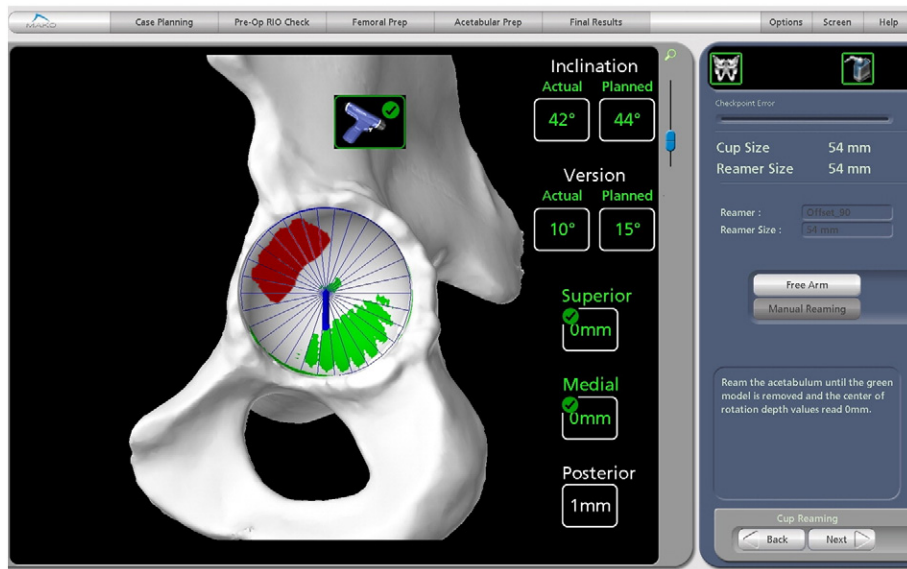 MAKO
Case Planning
Pre-Op RIO Check
Femoral Prep
Acetabular Prep
Final Results
Options
Screen
Help
Inclination
Actual Planned
42° 44°
Version
Actual Planned
10° 15°
Superior
0mm
Medial
0mm
Posterior
1mm
Checkpoint Error
Cup Size 54 mm
Reamer Size 54 mm
Reamer : Offset_90
Reamer Size : 54 mm
Free Arm
Manual Reaming
Ream the acetabulum until the green
model is removed and the center of
rotation depth values read 0mm.
Cup Reaming
Back Next